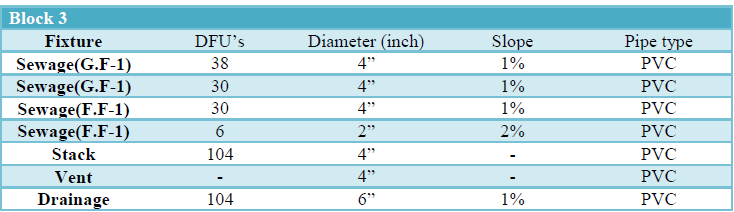 Block 3
Fixture DFU’s Diameter (inch) Slope Pipe type
Sewage(G.F-1) 38 4” 1% PVC
Sewage(G.F-1) 30 4” 1% PVC
Sewage(F.F-1) 30 4” 1% PVC
Sewage(F.F-1) 6 2” 2% PVC
Stack 104 4” - PVC
Vent - 4” - PVC
Drainage 104 6” 1% PVC